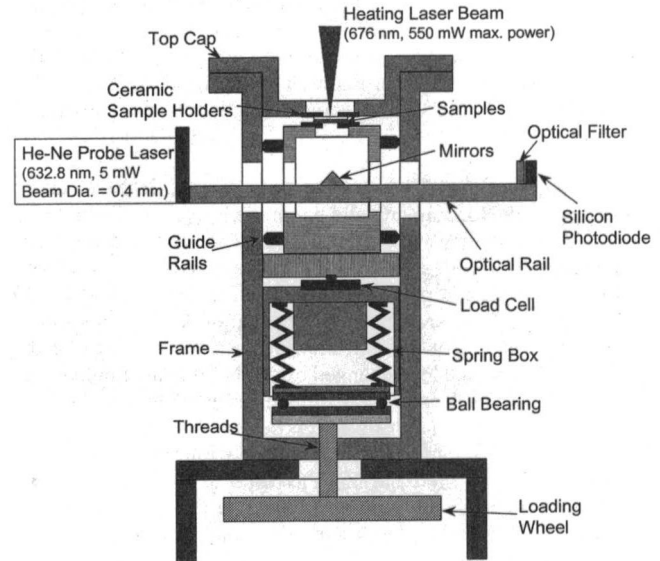 Heating Laser Beam
(676 nm, 550 mW max. power)
Top Cap
Ceramic
Sample Holders
Samples
Optical Filter
He-Ne Probe Laser
(632.8 nm, 5 mW
Beam Dia. = 0.4 mm)
Mirrors
Silicon
Photodiode
Guide
Rails
Optical Rail
Load Cell
Frame
Spring Box
Ball Bearing
Threads
Loading
Wheel